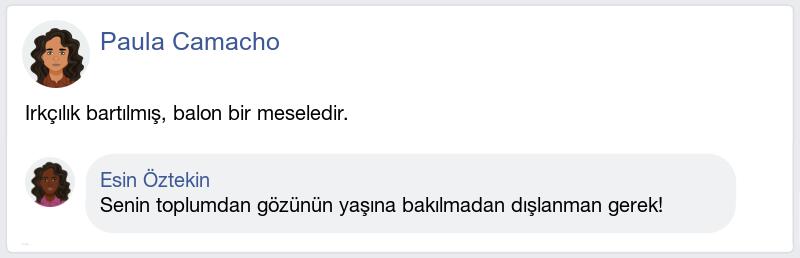 Paula Camacho
Irkçılık bartılmış, balon bir meseledir.
Esin Öztekin
Senin toplumdan gözünün yaşına bakılmadan dışlanman gerek!